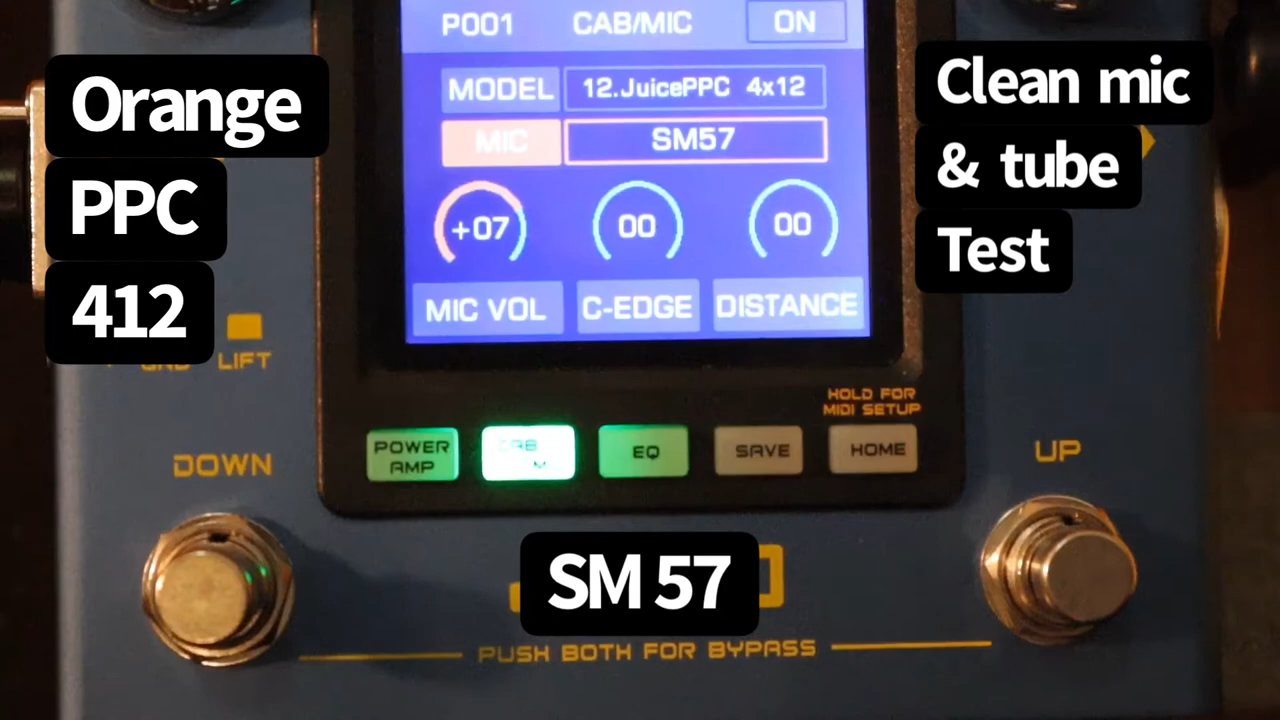 P001 CAB/MIC ON
Orange
PPC
412
Clean mic
& tube
Test
MODEL 12.JuicePPC 4x12
MIC SM57
+07 00 00
MIC VOL C-EDGE DISTANCE
LIFT
HOLD FOR
MIDI SETUP
POWER
AMP
CAB
EQ
SAVE
HOME
DOWN
UP
SM 57
PUSH BOTH FOR BYPASS